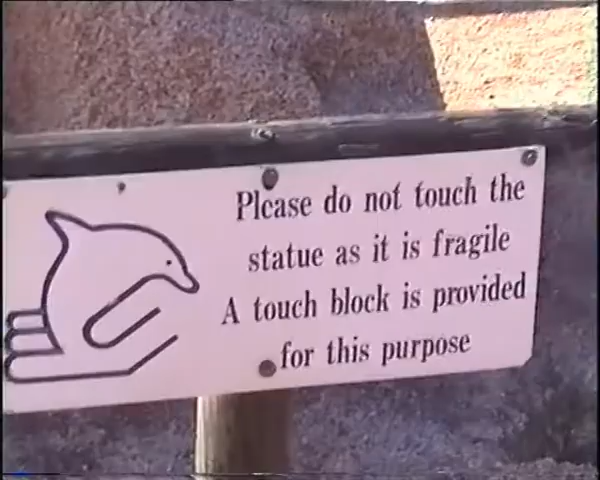 Please do not touch the
statue as it is fragile
A touch block is provided
for this purpose